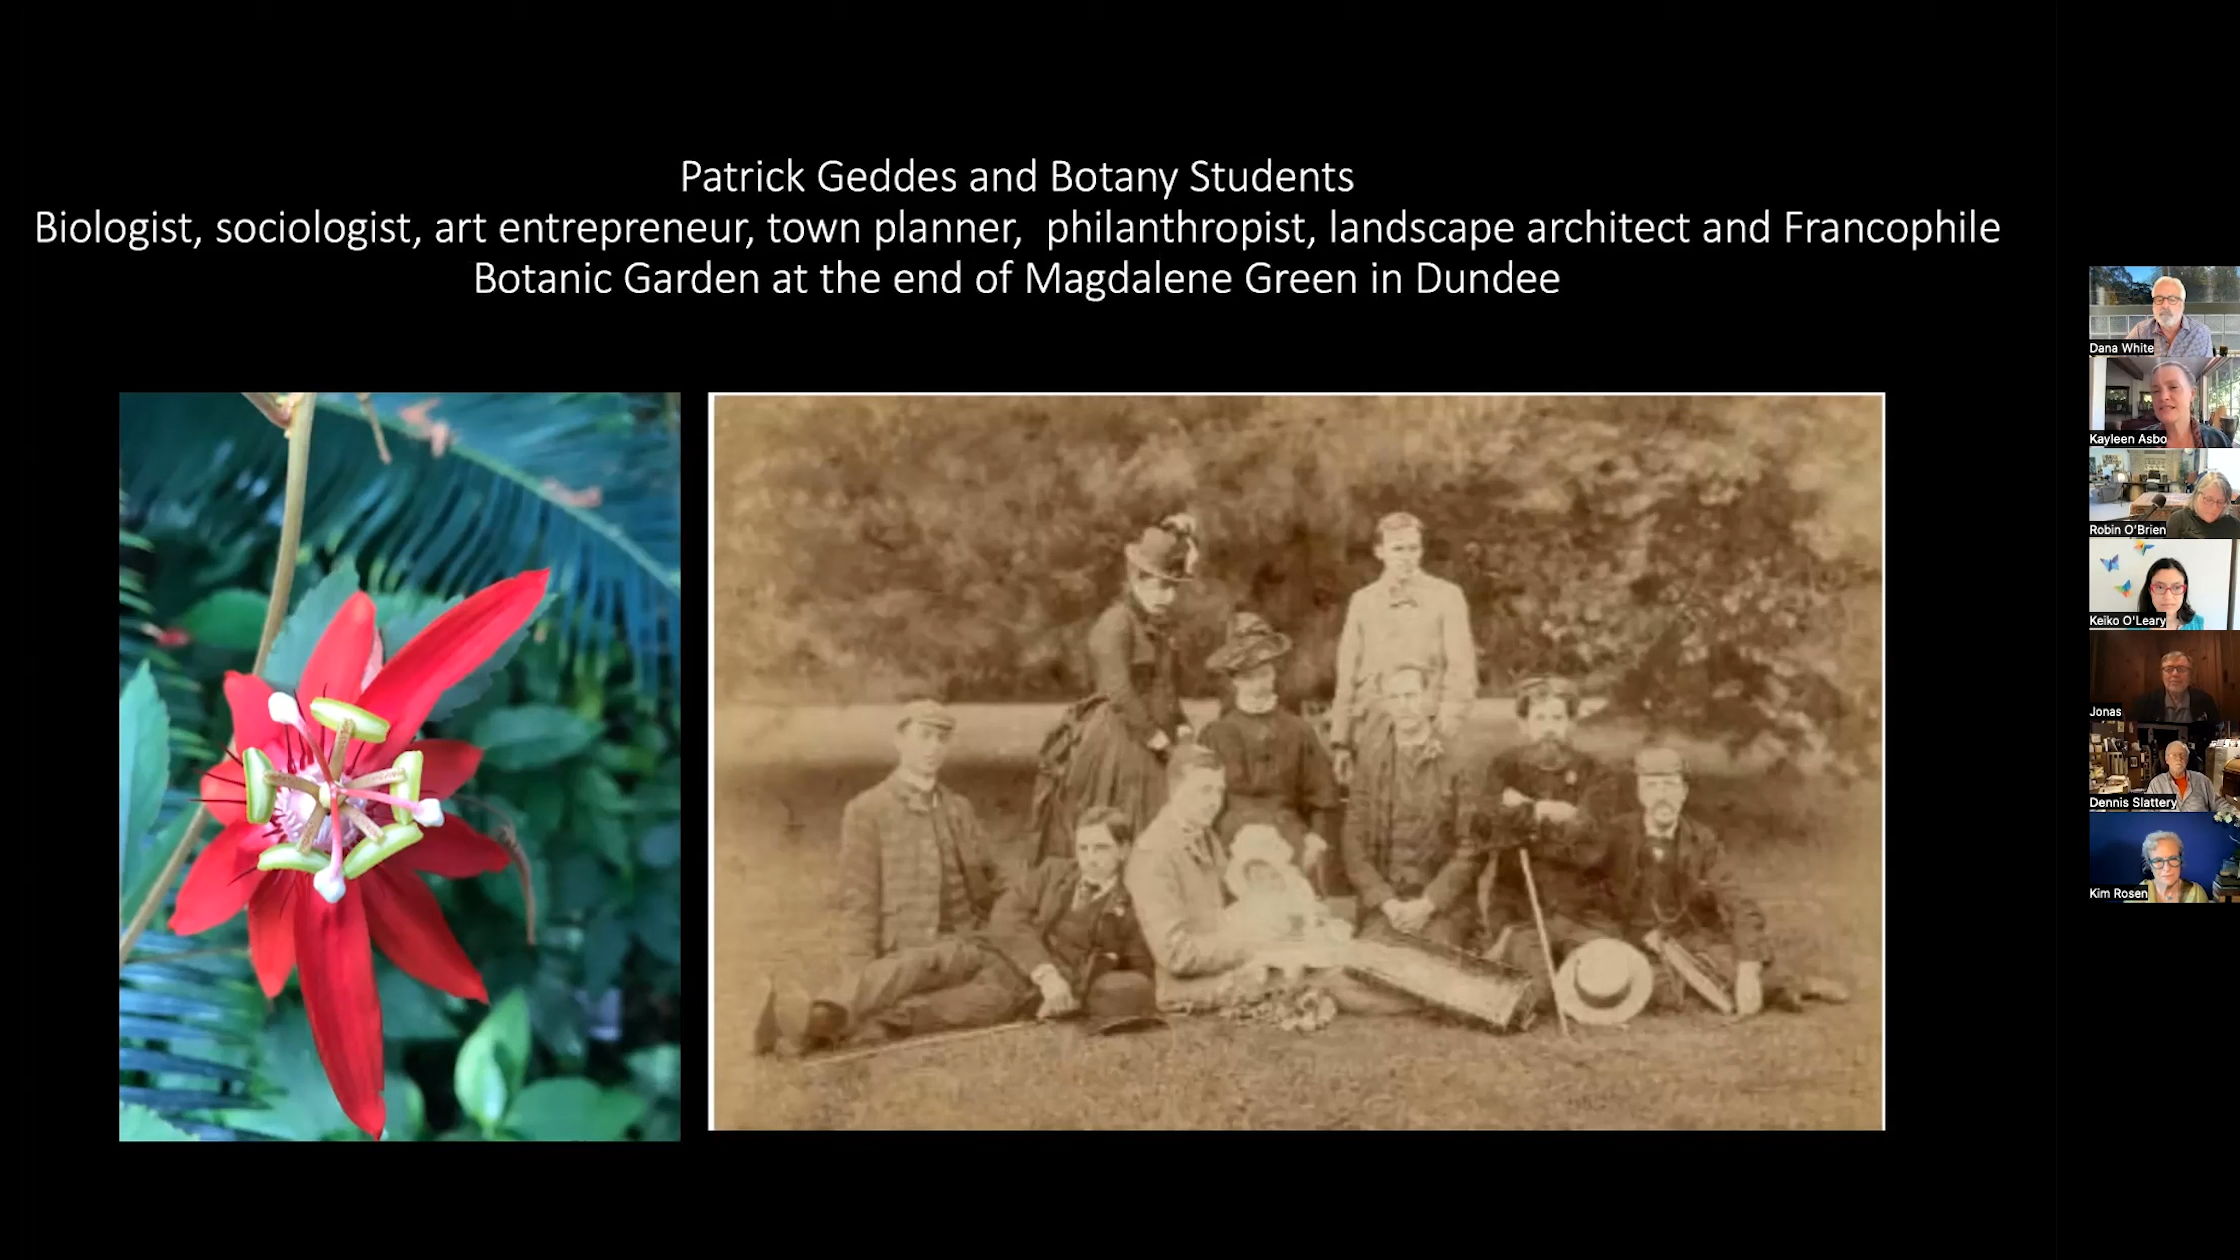 Patrick Geddes and Botany Students
Biologist, sociologist, art entrepreneur, town planner,  philanthropist, landscape architect and Francophile
Botanic Garden at the end of Magdalene Green in Dundee
Dana White
Kayleen Asbo
Robin O'Brien
Keiko O'Leary
Jonas
Dennis Slattery
Kim Rosen